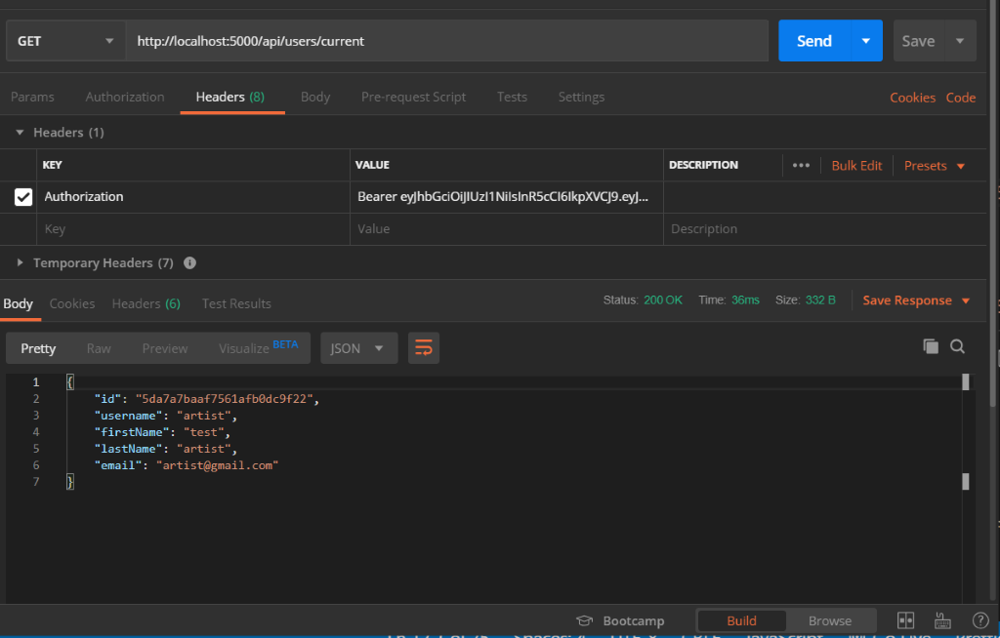 GET http://localhost:5000/api/users/current Send Save
Params Authorization Headers (8) Body Pre-request Script Tests Settings Cookies Code
Headers (1)
KEY VALUE DESCRIPTION ••• Bulk Edit Presets
Authorization Bearer eyJhbGciOiJIUzI1NiIsInR5cCI6IkpXVCJ9.eyJ...
Key Value Description
Temporary Headers (7)
Body Cookies Headers (6) Test Results Status: 200 OK Time: 36ms Size: 332 B Save Response
Pretty Raw Preview Visualize BETA JSON
1 {
2 "id": "5da7a7baaf7561afb0dc9f22",
3 "username": "artist",
4 "firstName": "test",
5 "lastName": "artist",
6 "email": "artist@gmail.com"
7 }
Bootcamp Build Browse